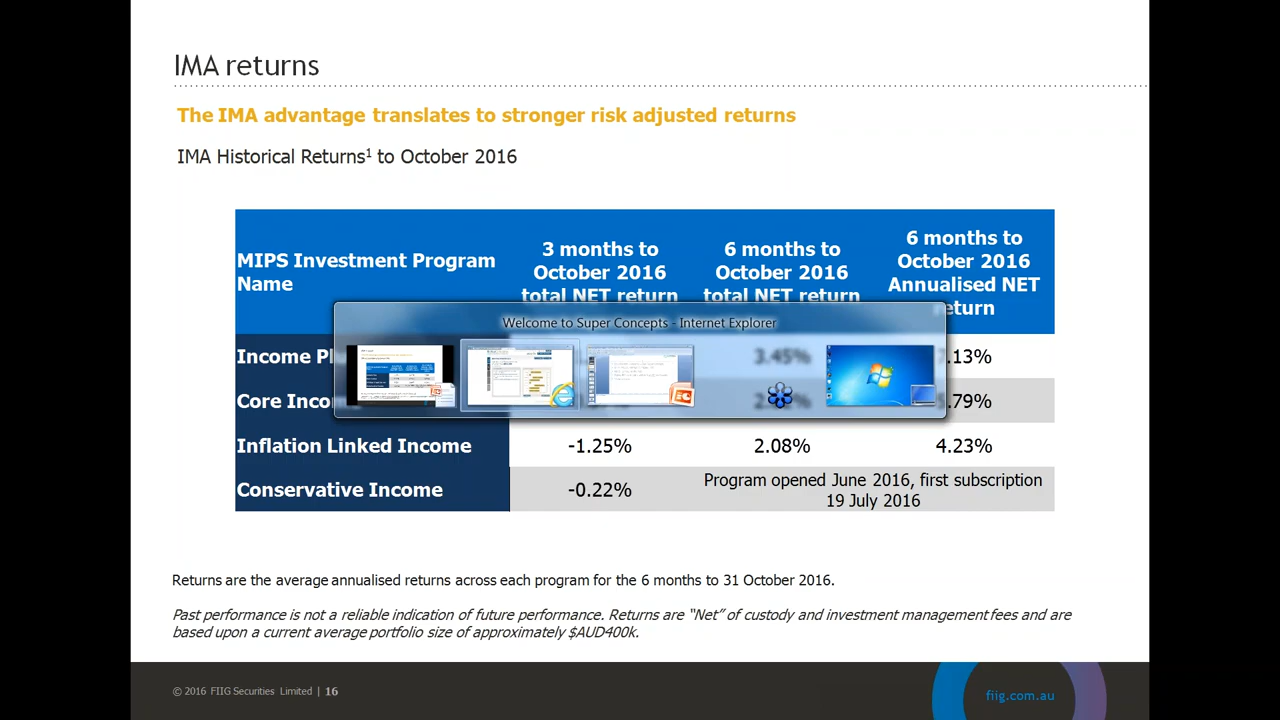 IMA returns
The IMA advantage translates to stronger risk adjusted returns
IMA Historical Returns¹ to October 2016
MIPS Investment Program
Name
3 months to
October 2016
total NET return
6 months to
October 2016
total NET return
6 months to
October 2016
Annualised NET
return
Welcome to Super Concepts - Internet Explorer
Income Pl
3.45%
.13%
Core Inco
.79%
Inflation Linked Income
-1.25%
2.08%
4.23%
Conservative Income
-0.22%
Program opened June 2016, first subscription
19 July 2016
Returns are the average annualised returns across each program for the 6 months to 31 October 2016.
Past performance is not a reliable indication of future performance. Returns are “Net” of custody and investment management fees and are
based upon a current average portfolio size of approximately $AUD400k.
© 2016 FIIG Securities Limited | 16
fiig.com.au